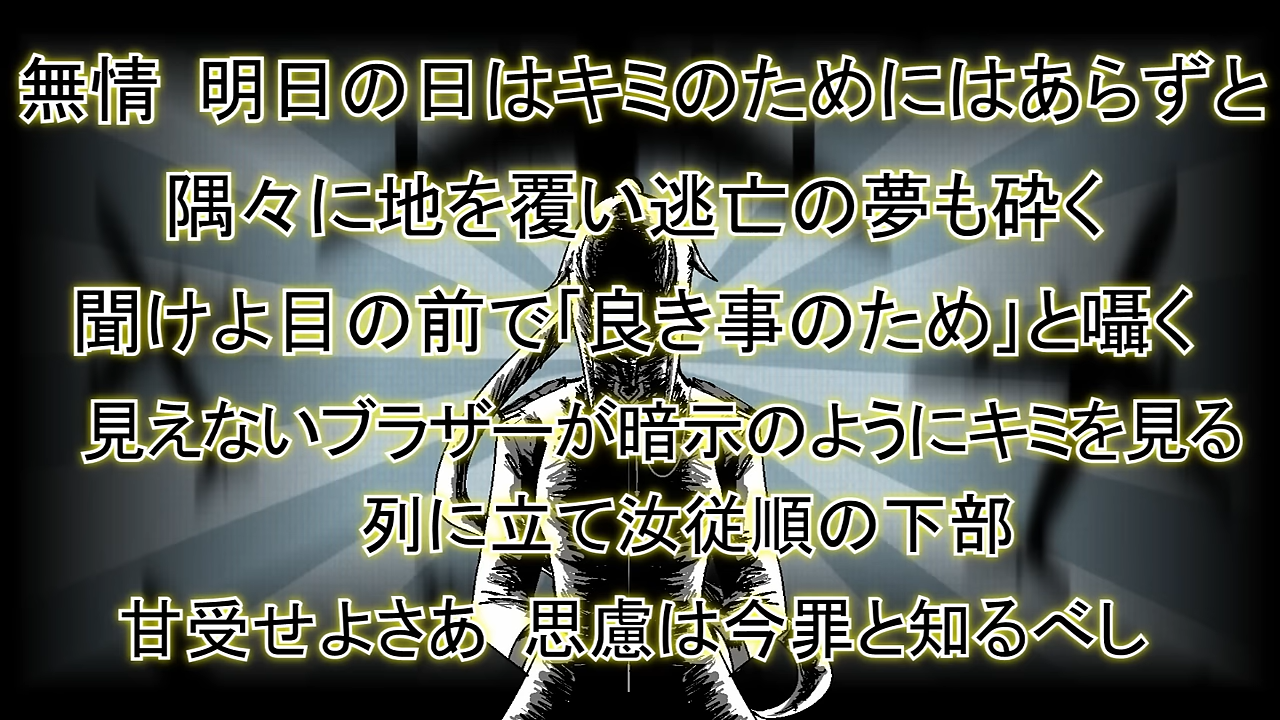 無情　明日の日はキミのためにはあらずと
隅々に地を覆い逃亡の夢も砕く
聞けよ目の前で「良き事のため」と囁く
見えないブラザーが暗示のようにキミを見る
列に立て汝従順の下部
甘受せよさあ　思慮は今罪と知るべし